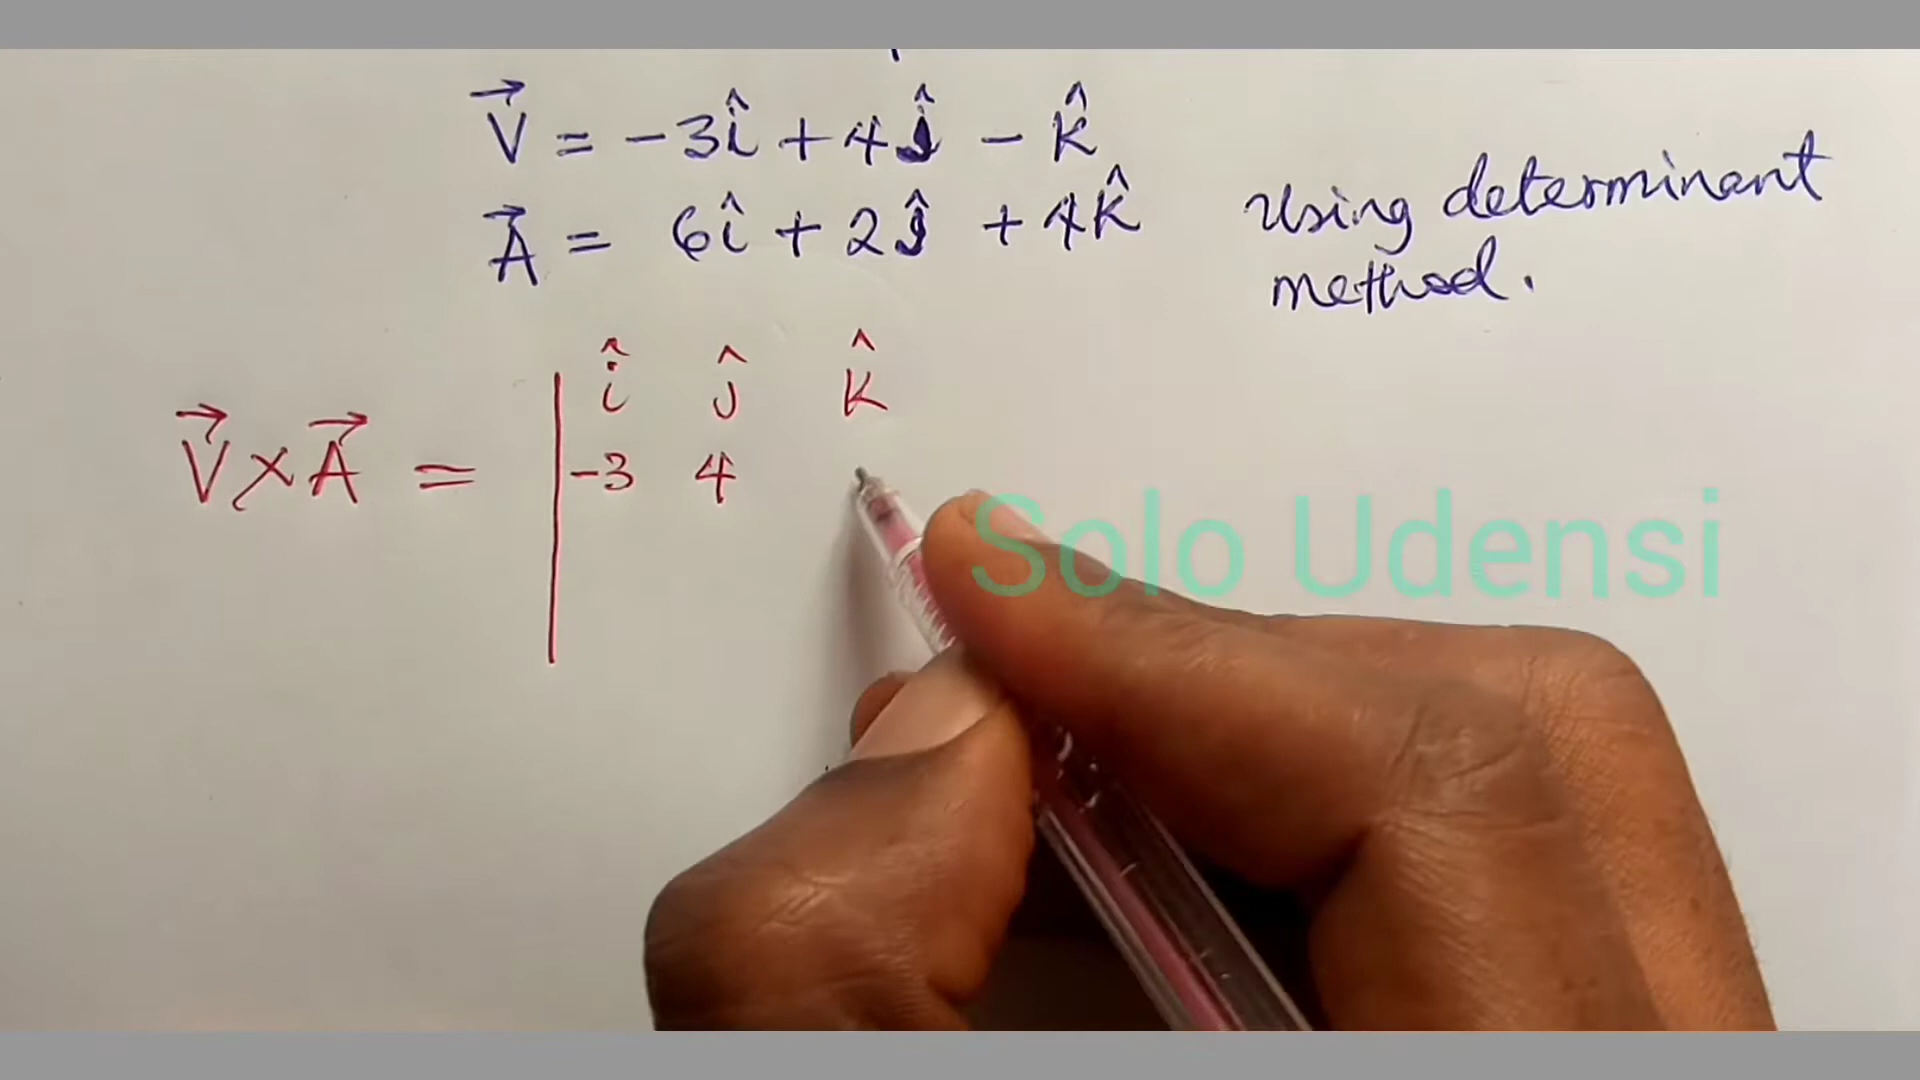 V⃗ = -3î + 4ĵ - k̂
A⃗ = 6î + 2ĵ + 4k̂
Using determinant
method.
î ĵ k̂
V⃗ × A⃗ = | -3 4
Solo Udensi